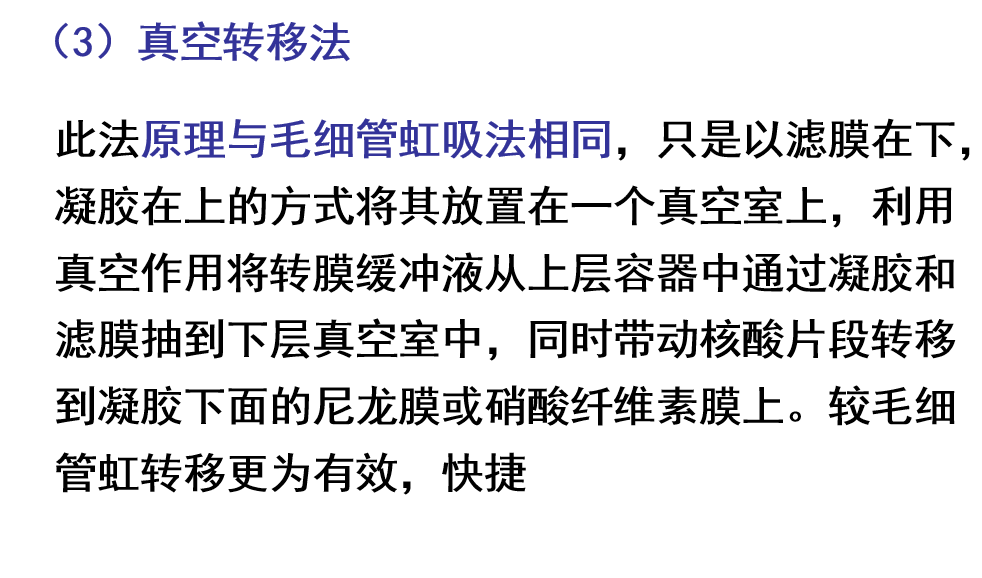 （3）真空转移法
此法原理与毛细管虹吸法相同，只是以滤膜在下，
凝胶在上的方式将其放置在一个真空室上，利用
真空作用将转膜缓冲液从上层容器中通过凝胶和
滤膜抽到下层真空室中，同时带动核酸片段转移
到凝胶下面的尼龙膜或硝酸纤维素膜上。较毛细
管虹转移更为有效，快捷